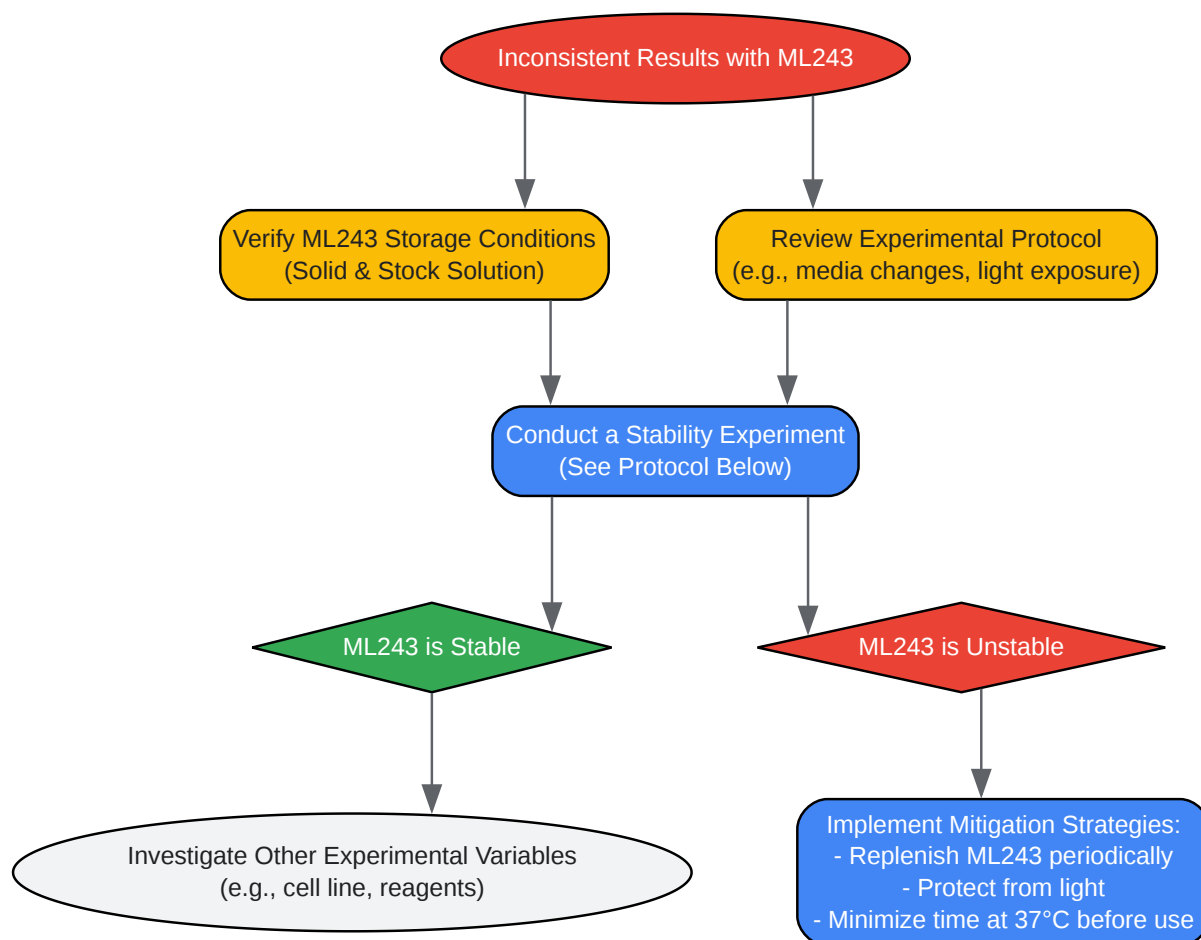 Inconsistent Results with ML243
Verify ML243 Storage Conditions
(Solid & Stock Solution)
Review Experimental Protocol
(e.g., media changes, light exposure)
Conduct a Stability Experiment
(See Protocol Below)
ML243 is Stable
ML243 is Unstable
Investigate Other Experimental Variables
(e.g., cell line, reagents)
Implement Mitigation Strategies:
- Replenish ML243 periodically
- Protect from light
- Minimize time at 37°C before use